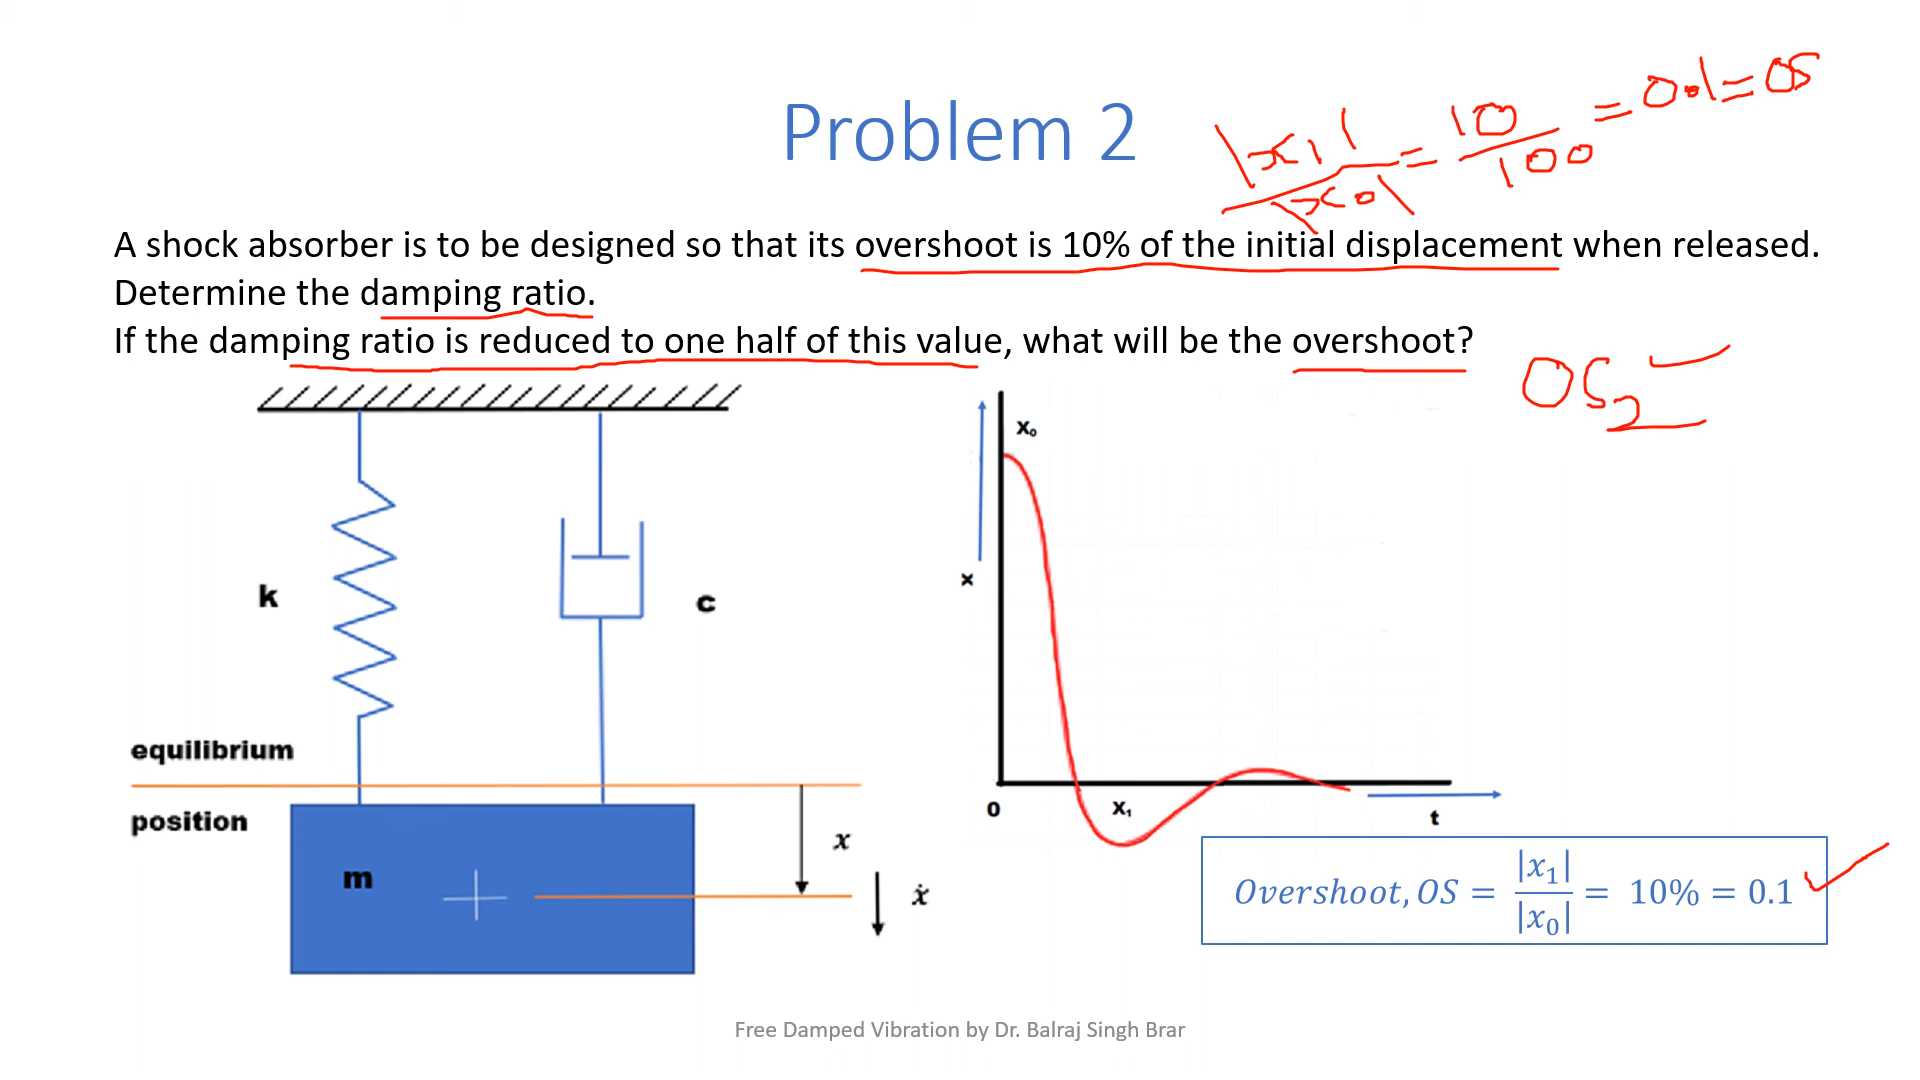 Problem 2
|x₁|/|x₀| = 10/100 = 0.1 = OS
A shock absorber is to be designed so that its overshoot is 10% of the initial displacement when released.
Determine the damping ratio.
If the damping ratio is reduced to one half of this value, what will be the overshoot?
OS₂
k
c
equilibrium
position
m
x
ẋ
x₀
x
0
x₁
t
Overshoot, OS = |x₁|/|x₀| = 10% = 0.1
Free Damped Vibration by Dr. Balraj Singh Brar